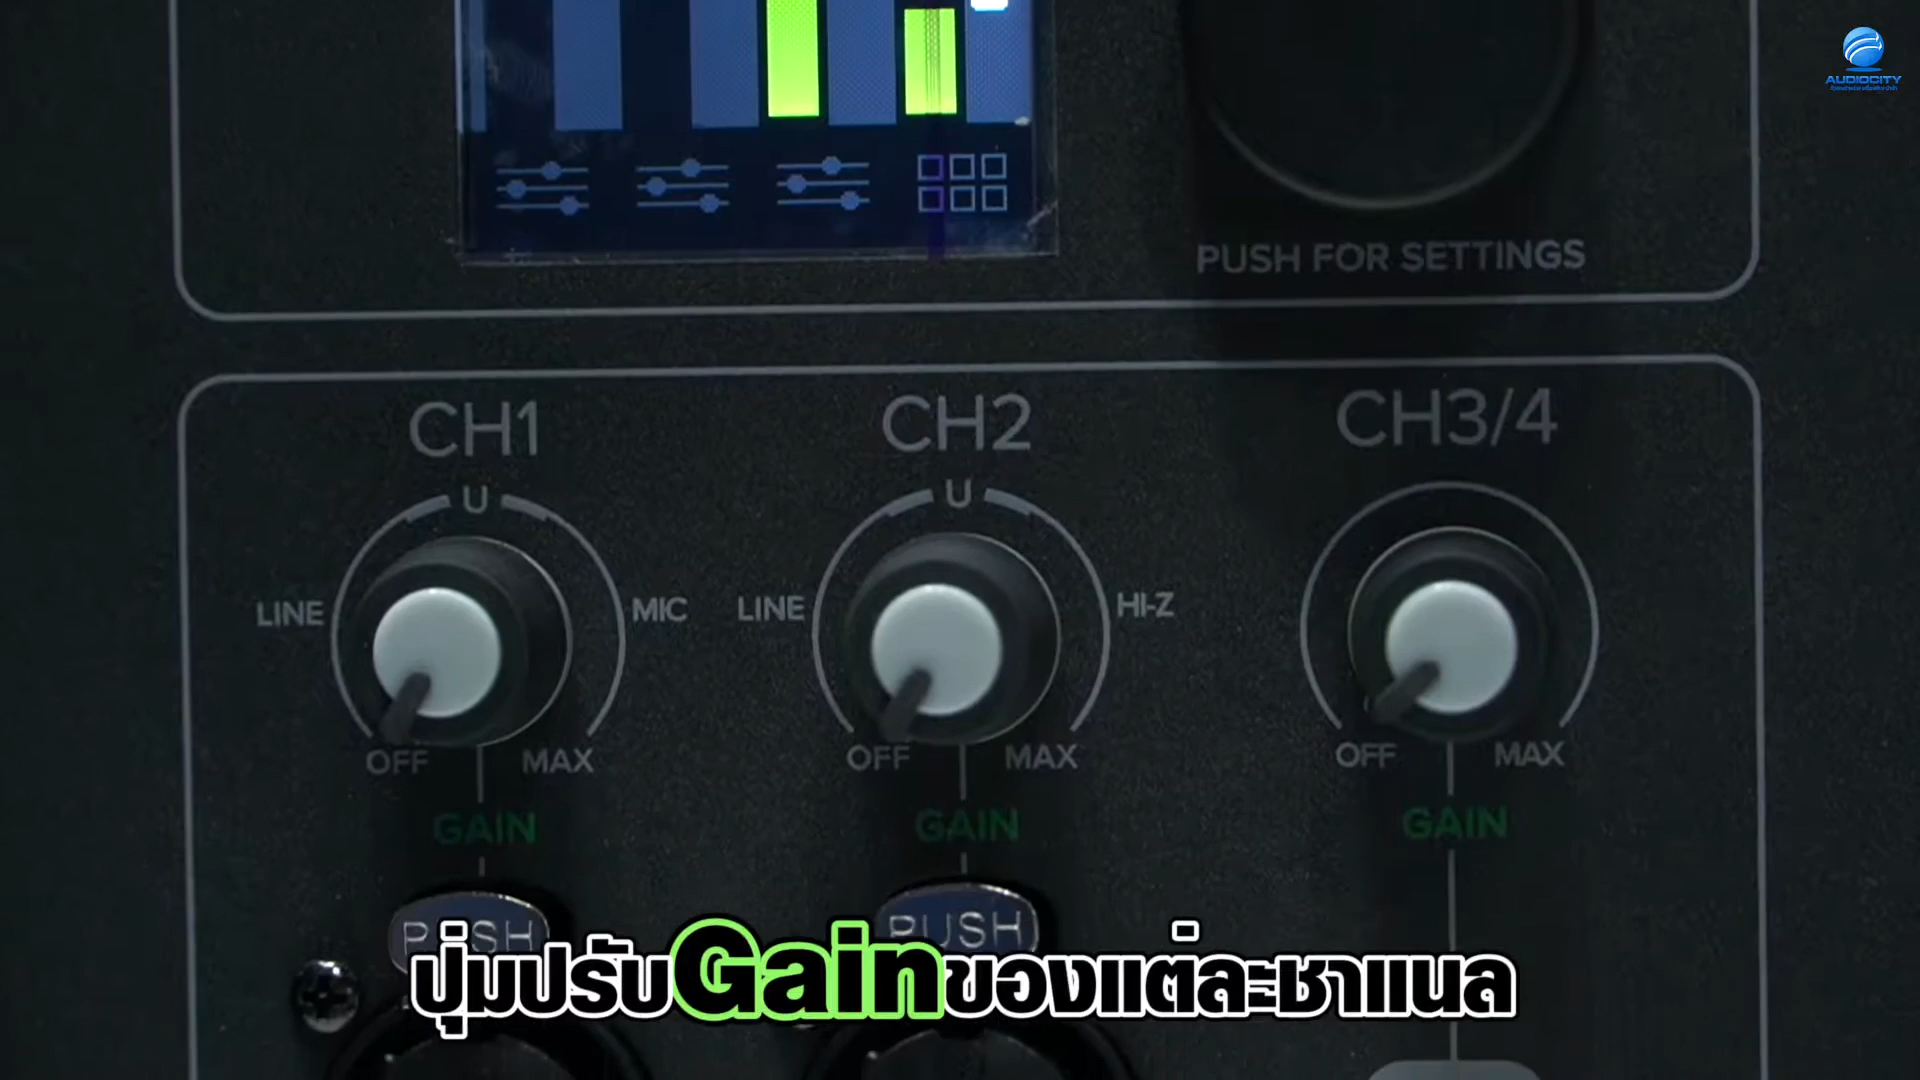 AUDIOCITY
PUSH FOR SETTINGS
CH1 CH2 CH3/4
U U
LINE MIC LINE HI-Z
OFF MAX OFF MAX OFF MAX
GAIN GAIN GAIN
PUSH PUSH
ปุ่มปรับGainของแต่ละชาแนล